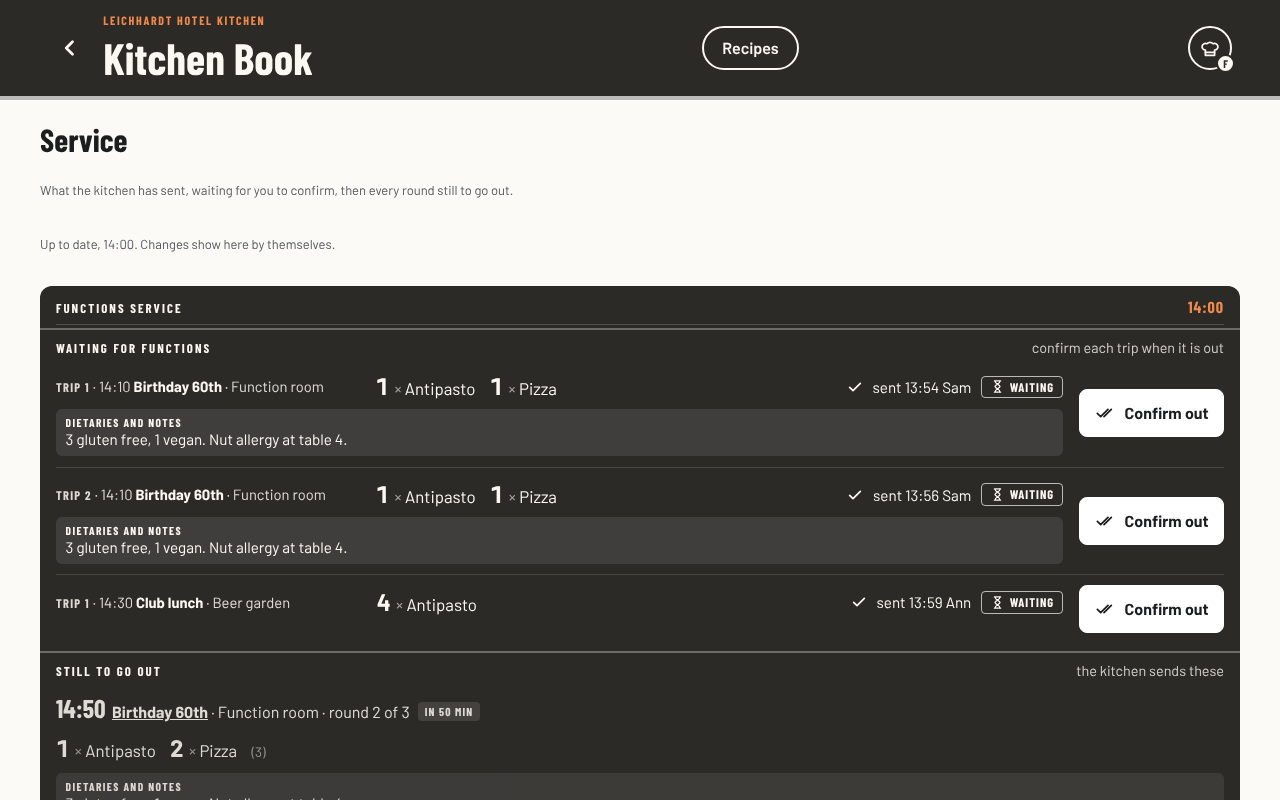 LEICHHARDT HOTEL KITCHEN
Kitchen Book
Recipes
F
Service
What the kitchen has sent, waiting for you to confirm, then every round still to go out.
Up to date, 14:00. Changes show here by themselves.
FUNCTIONS SERVICE 14:00
WAITING FOR FUNCTIONS confirm each trip when it is out
TRIP 1 · 14:10 Birthday 60th · Function room 1 × Antipasto 1 × Pizza sent 13:54 Sam WAITING
Confirm out
DIETARIES AND NOTES
3 gluten free, 1 vegan. Nut allergy at table 4.
TRIP 2 · 14:10 Birthday 60th · Function room 1 × Antipasto 1 × Pizza sent 13:56 Sam WAITING
Confirm out
DIETARIES AND NOTES
3 gluten free, 1 vegan. Nut allergy at table 4.
TRIP 1 · 14:30 Club lunch · Beer garden 4 × Antipasto sent 13:59 Ann WAITING
Confirm out
STILL TO GO OUT the kitchen sends these
14:50 Birthday 60th · Function room · round 2 of 3 IN 50 MIN
1 × Antipasto 2 × Pizza (3)
DIETARIES AND NOTES